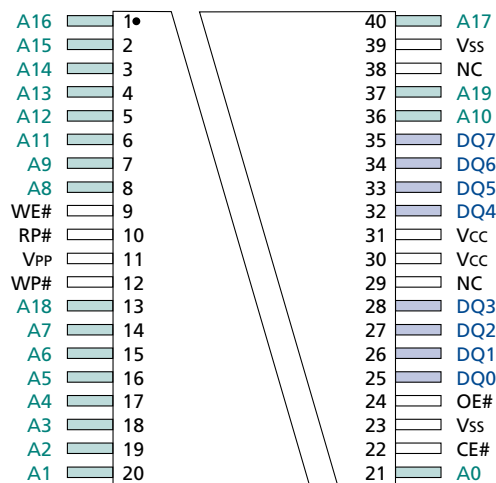 A16 1 40 A17
A15 2 39 Vss
A14 3 38 NC
A13 4 37 A19
A12 5 36 A10
A11 6 35 DQ7
A9 7 34 DQ6
A8 8 33 DQ5
WE# 9 32 DQ4
RP# 10 31 VCC
VPP 11 30 VCC
WP# 12 29 NC
A18 13 28 DQ3
A7 14 27 DQ2
A6 15 26 DQ1
A5 16 25 DQ0
A4 17 24 OE#
A3 18 23 Vss
A2 19 22 CE#
A1 20 21 A0